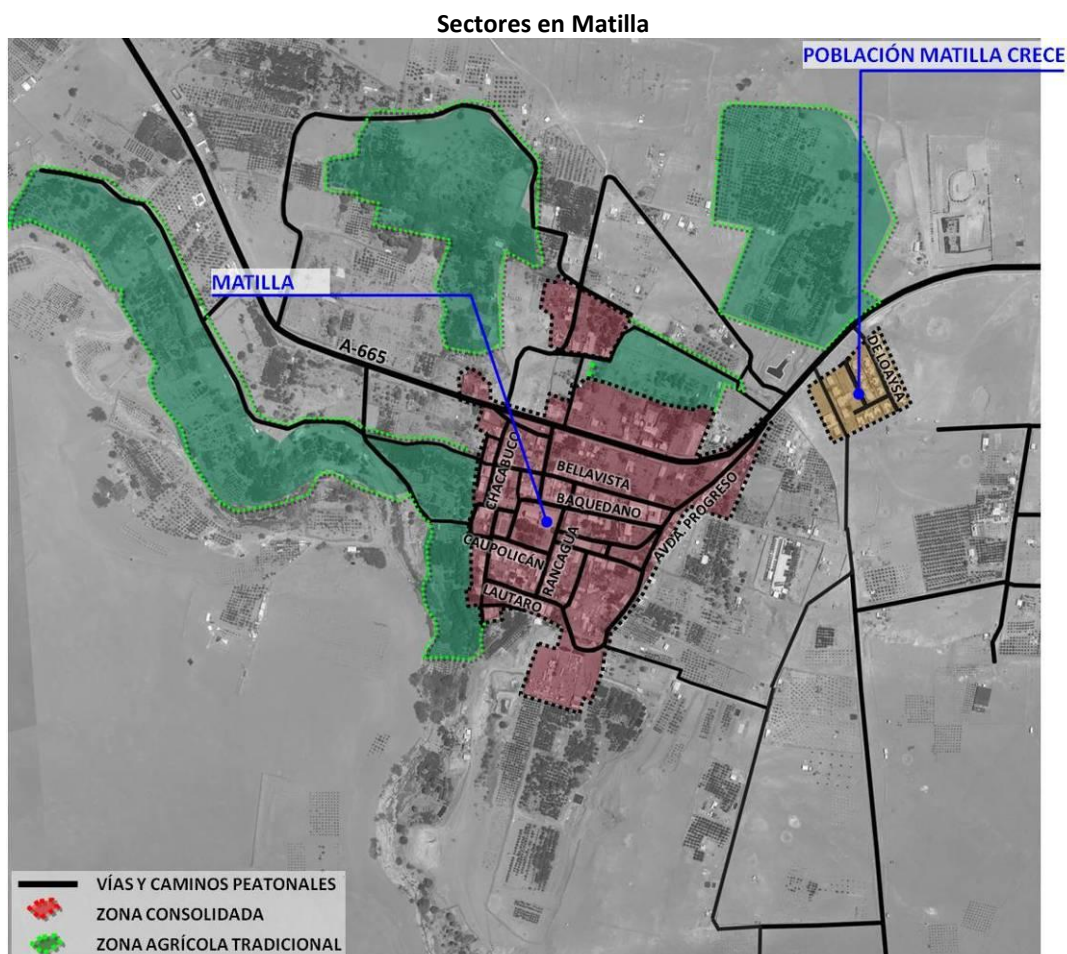 Sectores en Matilla
POBLACIÓN MATILLA CRECE
MATILLA
A-665
DE LOAYSA
CHACABUCO
BELLAVISTA
BAQUEDANO
AVDA. PROGRESO
CAUPOLICÁN
RANCAGUA
LAUTARO
VÍAS Y CAMINOS PEATONALES
ZONA CONSOLIDADA
ZONA AGRÍCOLA TRADICIONAL